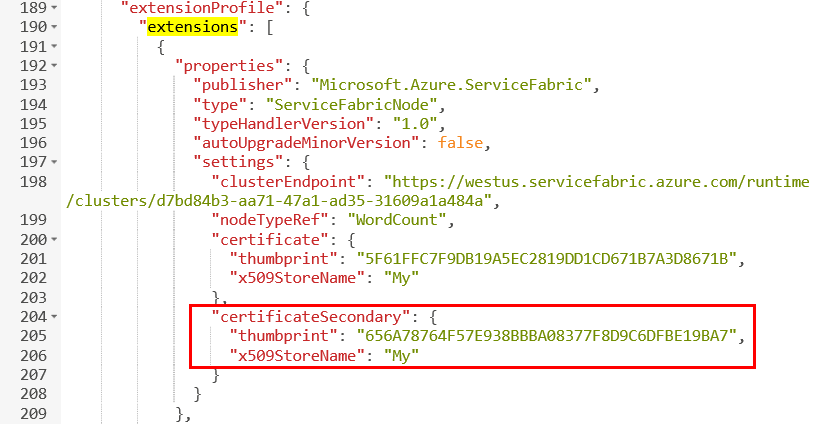 189 "extensionProfile": {
190 "extensions": [
191 {
192 "properties": {
193 "publisher": "Microsoft.Azure.ServiceFabric",
194 "type": "ServiceFabricNode",
195 "typeHandlerVersion": "1.0",
196 "autoUpgradeMinorVersion": false,
197 "settings": {
198 "clusterEndpoint": "https://westus.servicefabric.azure.com/runtime
/clusters/d7bd84b3-aa71-47a1-ad35-31609a1a484a",
199 "nodeTypeRef": "WordCount",
200 "certificate": {
201 "thumbprint": "5F61FFC7F9DB19A5EC2819DD1CD671B7A3D8671B",
202 "x509StoreName": "My"
203 },
204 "certificateSecondary": {
205 "thumbprint": "656A78764F57E938BBBA08377F8D9C6DFBE19BA7",
206 "x509StoreName": "My"
207 }
208 }
209 },